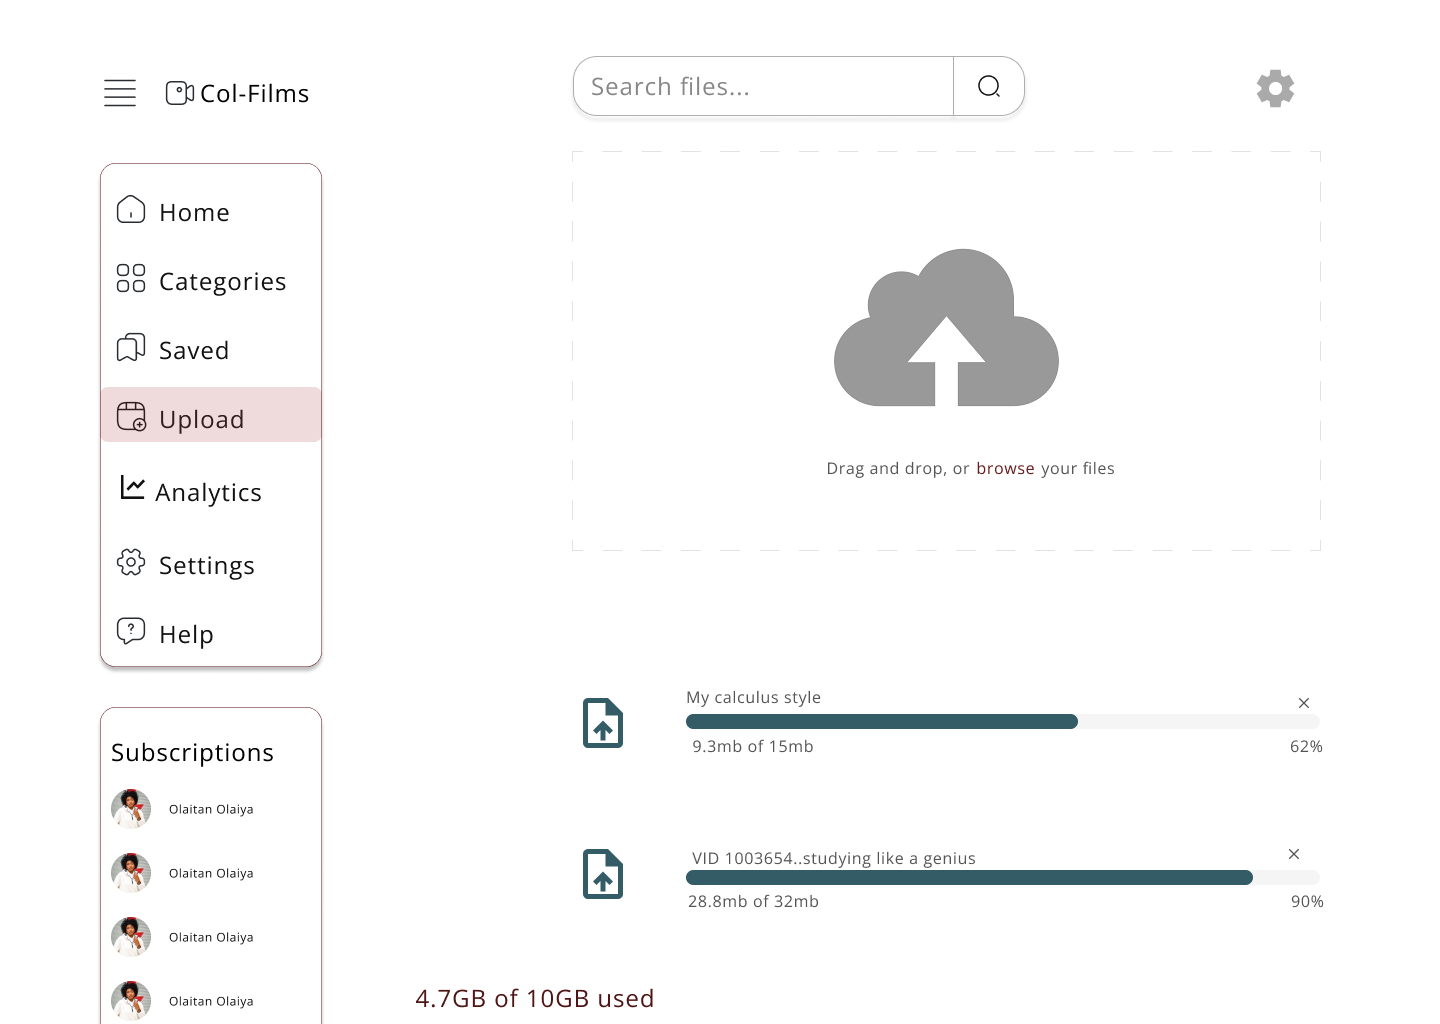 Col-Films
Search files...
Home
Categories
Saved
Upload
Analytics
Settings
Help
Subscriptions
Olaitan Olaiya
Olaitan Olaiya
Olaitan Olaiya
Olaitan Olaiya
Drag and drop, or browse your files
My calculus style
9.3mb of 15mb
62%
VID 1003654..studying like a genius
28.8mb of 32mb
90%
4.7GB of 10GB used